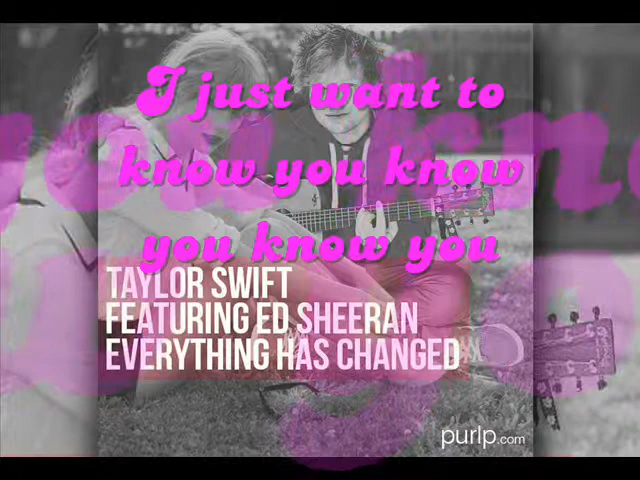 I just want to
know you know
you know you
TAYLOR SWIFT
FEATURING ED SHEERAN
EVERYTHING HAS CHANGED
purlp.com